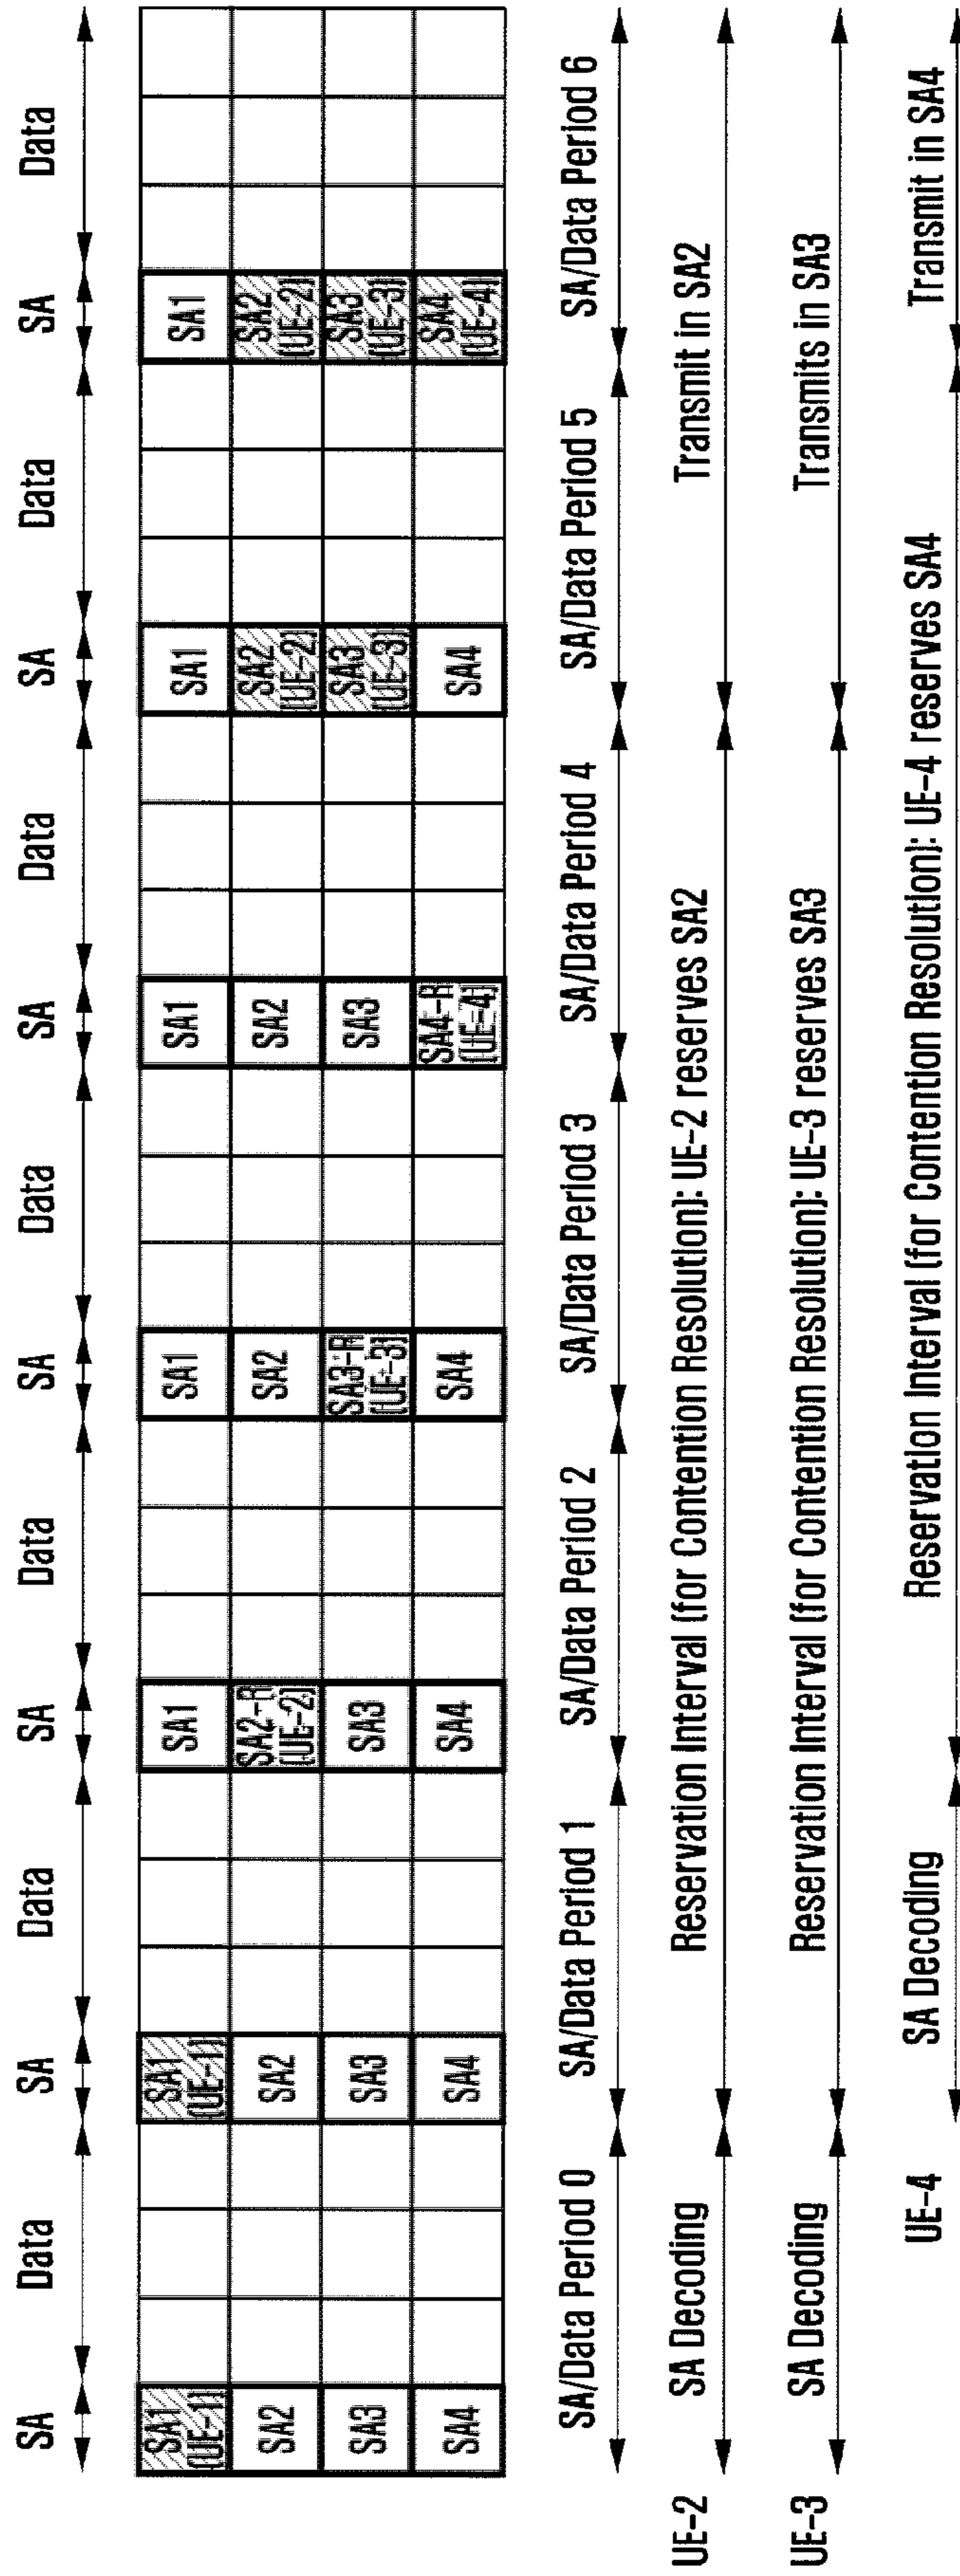 SA Data SA Data SA Data SA Data SA Data SA Data SA Data
SA1 (UE-1) SA1 (UE-1) SA1 SA1 SA1 SA1 SA1
SA2 SA2 SA2-R (UE-2) SA2 SA2 SA2 (UE-2) SA2 (UE-2)
SA3 SA3 SA3 SA3-R (UE-3) SA3 SA3 (UE-3) SA3 (UE-3)
SA4 SA4 SA4 SA4 SA4-R (UE-4) SA4 SA4 (UE-4)
SA/Data Period 0 SA/Data Period 1 SA/Data Period 2 SA/Data Period 3 SA/Data Period 4 SA/Data Period 5 SA/Data Period 6
UE-2 SA Decoding Reservation Interval (for Contention Resolution): UE-2 reserves SA2 Transmit in SA2
UE-3 SA Decoding Reservation Interval (for Contention Resolution): UE-3 reserves SA3 Transmits in SA3
UE-4 SA Decoding Reservation Interval (for Contention Resolution): UE-4 reserves SA4 Transmit in SA4